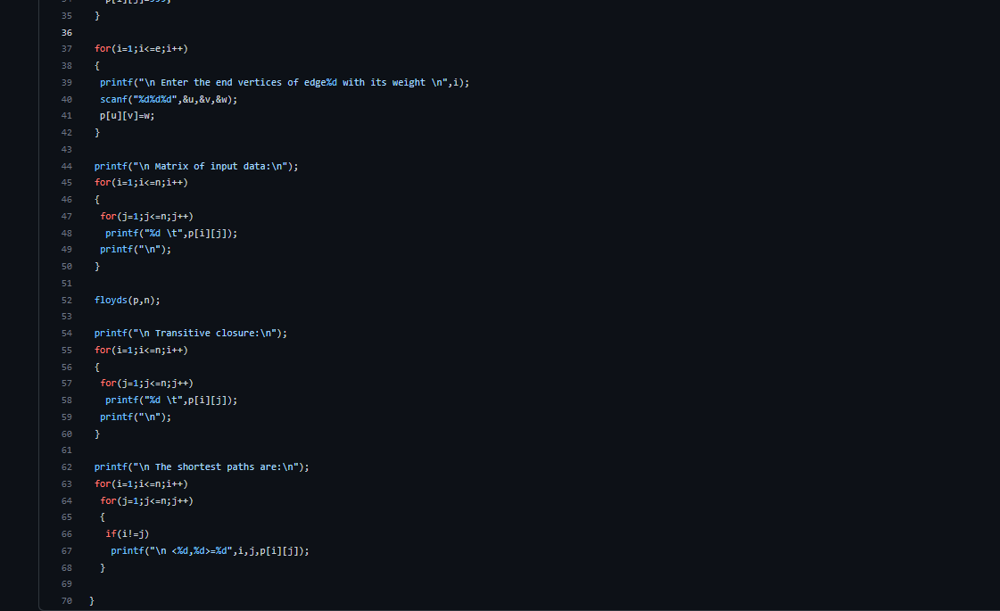 35 }
36
37 for(i=1;i<=e;i++)
38 {
39 printf("\n Enter the end vertices of edge%d with its weight \n",i);
40 scanf("%d%d%d",&u,&v,&w);
41 p[u][v]=w;
42 }
43
44 printf("\n Matrix of input data:\n");
45 for(i=1;i<=n;i++)
46 {
47 for(j=1;j<=n;j++)
48 printf("%d \t",p[i][j]);
49 printf("\n");
50 }
51
52 floyds(p,n);
53
54 printf("\n Transitive closure:\n");
55 for(i=1;i<=n;i++)
56 {
57 for(j=1;j<=n;j++)
58 printf("%d \t",p[i][j]);
59 printf("\n");
60 }
61
62 printf("\n The shortest paths are:\n");
63 for(i=1;i<=n;i++)
64 for(j=1;j<=n;j++)
65 {
66 if(i!=j)
67 printf("\n <%d,%d>=%d",i,j,p[i][j]);
68 }
69
70 }